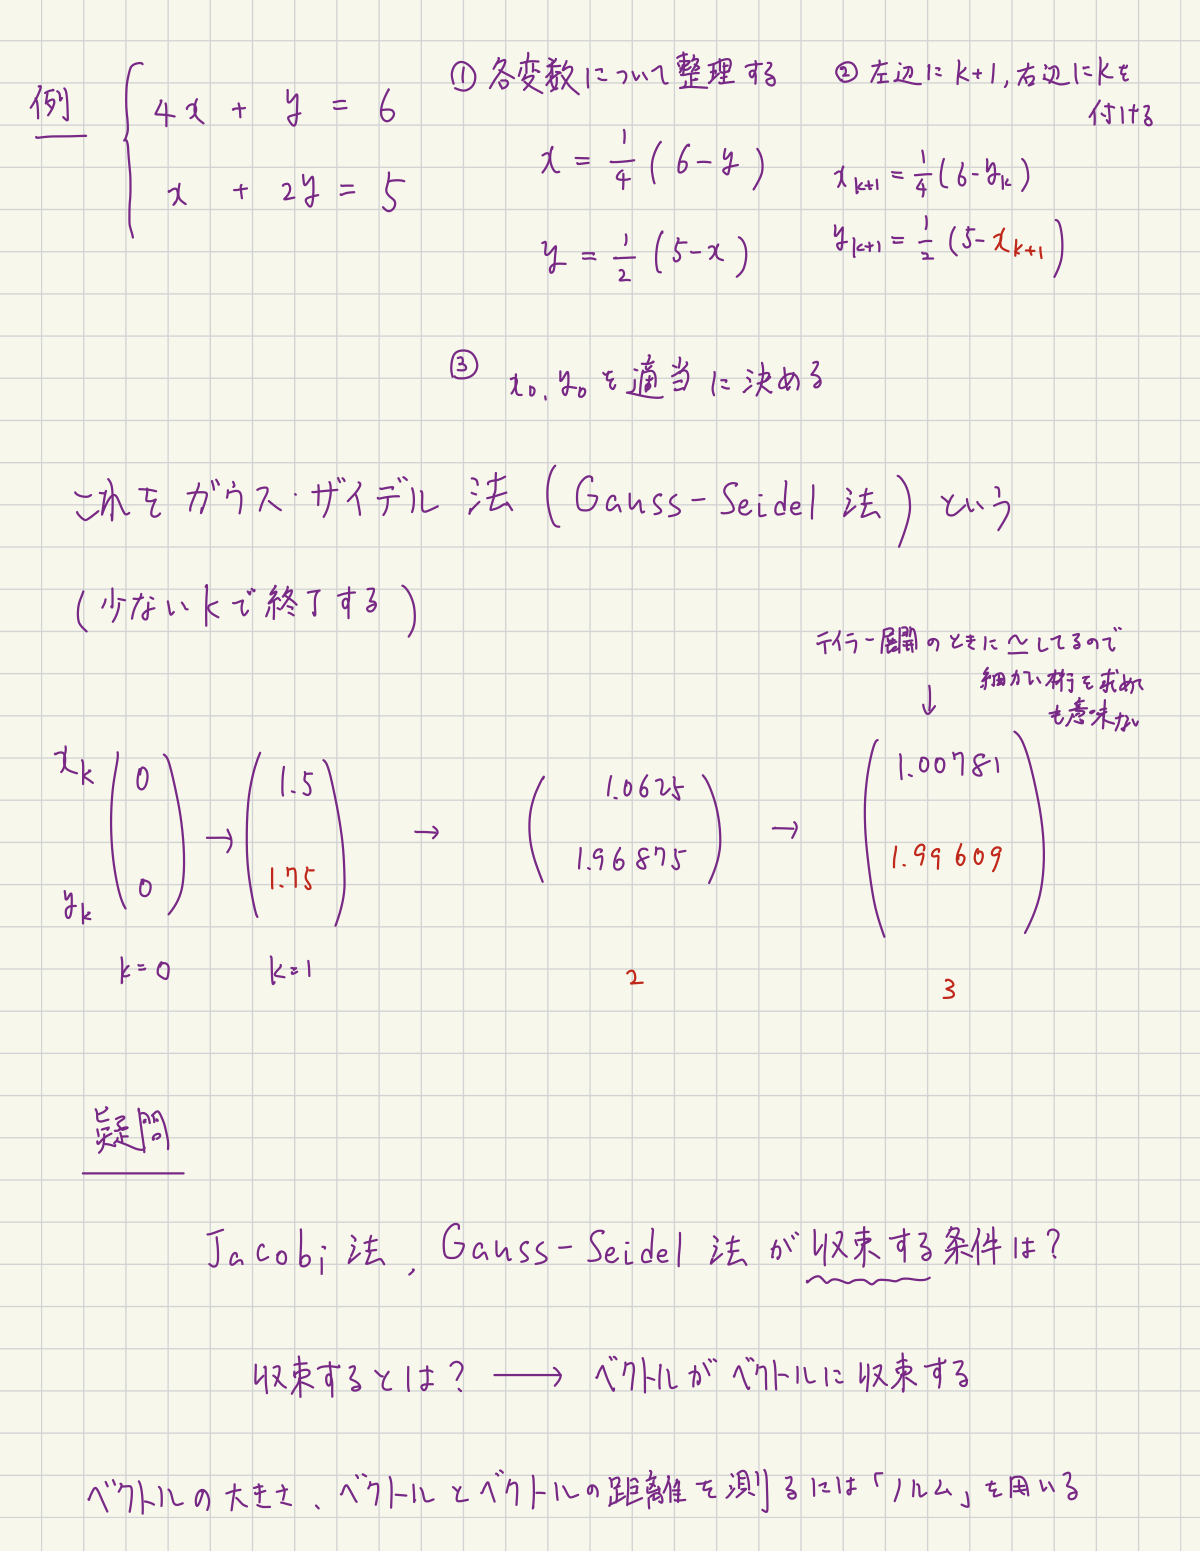 例
4x + y = 6
x + 2y = 5
① 各変数について整理する
x = 1/4 (6-y)
y = 1/2 (5-x)
② 左辺に k+1, 右辺に k を
付ける
x_{k+1} = 1/4 (6-y_k)
y_{k+1} = 1/2 (5-x_{k+1})
③ x_0, y_0 を適当に決める
これを ガウス・ザイデル 法 (Gauss-Seidel 法) という
(少ない k で終了する)
テイラー展開のときに ～ してるので
細かい桁を求めて
も意味ない
↓
x_k 0 → 1.5 → 1.0625 → 1.00781
y_k 0 1.75 1.96875 1.99609
k=0 k=1 2 3
疑問
Jacobi 法, Gauss-Seidel 法 が 収束する条件は?
収束するとは? → ベクトルが ベクトルに収束する
ベクトルの大きさ、ベクトルとベクトルの距離を測るには「ノルム」を用いる